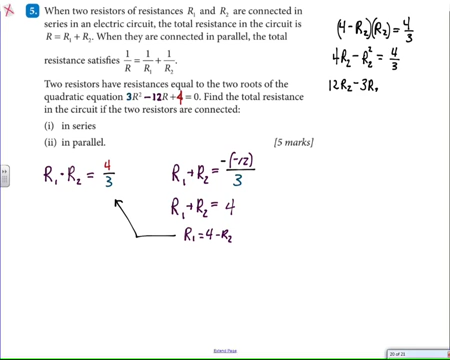 5. When two resistors of resistances R₁ and R₂ are connected in
series in an electric circuit, the total resistance in the circuit is
R = R₁ + R₂. When they are connected in parallel, the total
resistance satisfies 1/R = 1/R₁ + 1/R₂.
Two resistors have resistances equal to the two roots of the
quadratic equation 3R² −12R +4 = 0. Find the total resistance
in the circuit if the two resistors are connected:
(i) in series
(ii) in parallel. [5 marks]
R₁ · R₂ = 4/3
R₁ + R₂ = −(−12)/3
R₁ + R₂ = 4
R₁ = 4 − R₂
(4 − R₂)(R₂) = 4/3
4R₂ − R₂² = 4/3
12R₂ − 3R₂
20 of 21